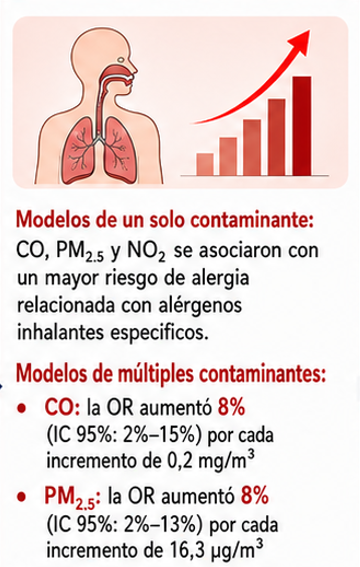 Modelos de un solo contaminante:
CO, PM₂.₅ y NO₂ se asociaron con
un mayor riesgo de alergia
relacionada con alérgenos
inhalantes especificos.
Modelos de múltiples contaminantes:
• CO: la OR aumentó 8%
(IC 95%: 2%–15%) por cada
incremento de 0,2 mg/m³
• PM₂.₅: la OR aumentó 8%
(IC 95%: 2%–13%) por cada
incremento de 16,3 µg/m³